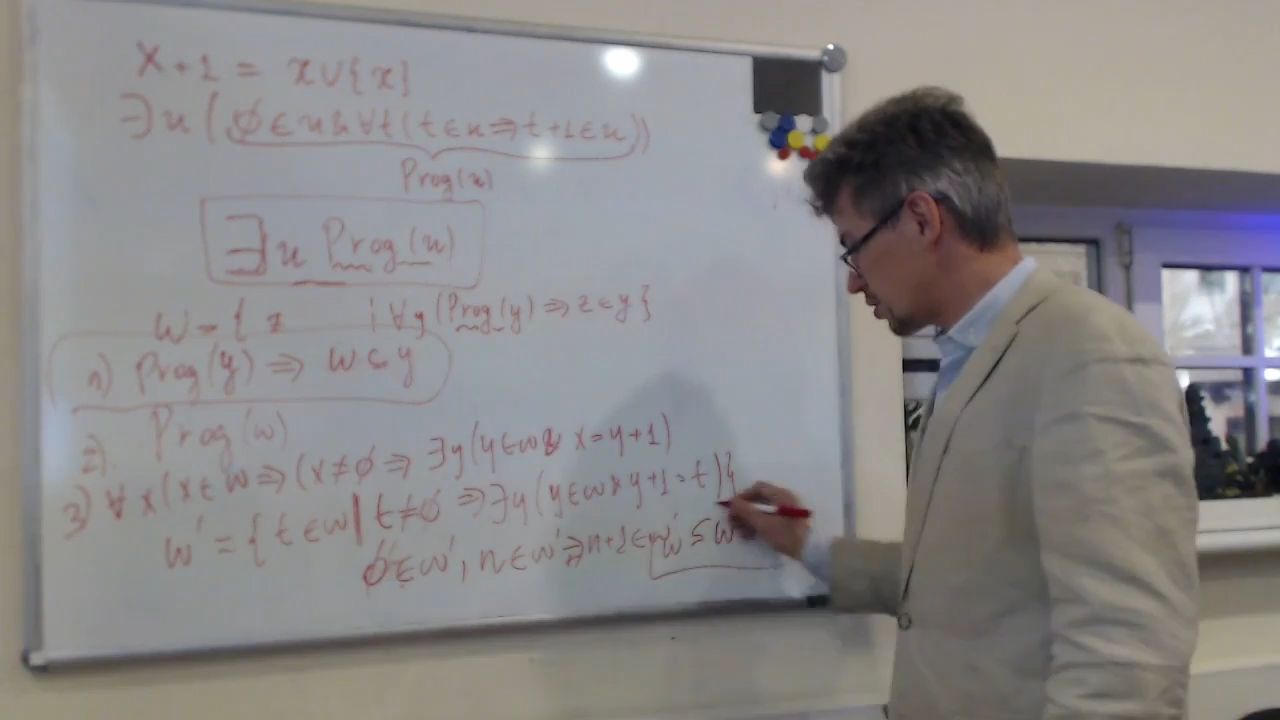 x + 1 = x ∪ {x}
∃x (∅ ∈ x & ∀t (t ∈ x ⇒ t + 1 ∈ x))
Prog(x)
∃x Prog(x)
ω = { z | ∀y (Prog(y) ⇒ z ∈ y }
1) Prog(y) ⇒ ω ⊂ y
2) Prog(ω)
3) ∀x (x ∈ ω ⇒ (x ≠ ∅ ⇒ ∃y (y ∈ ω & x = y + 1)
ω' = { t ∈ ω | t ≠ ∅ ⇒ ∃y (y ∈ ω & y + 1 = t)}
∅ ∈ ω', n ∈ ω' ⇒ n + 1 ∈ ω' ω' ⊆ ω